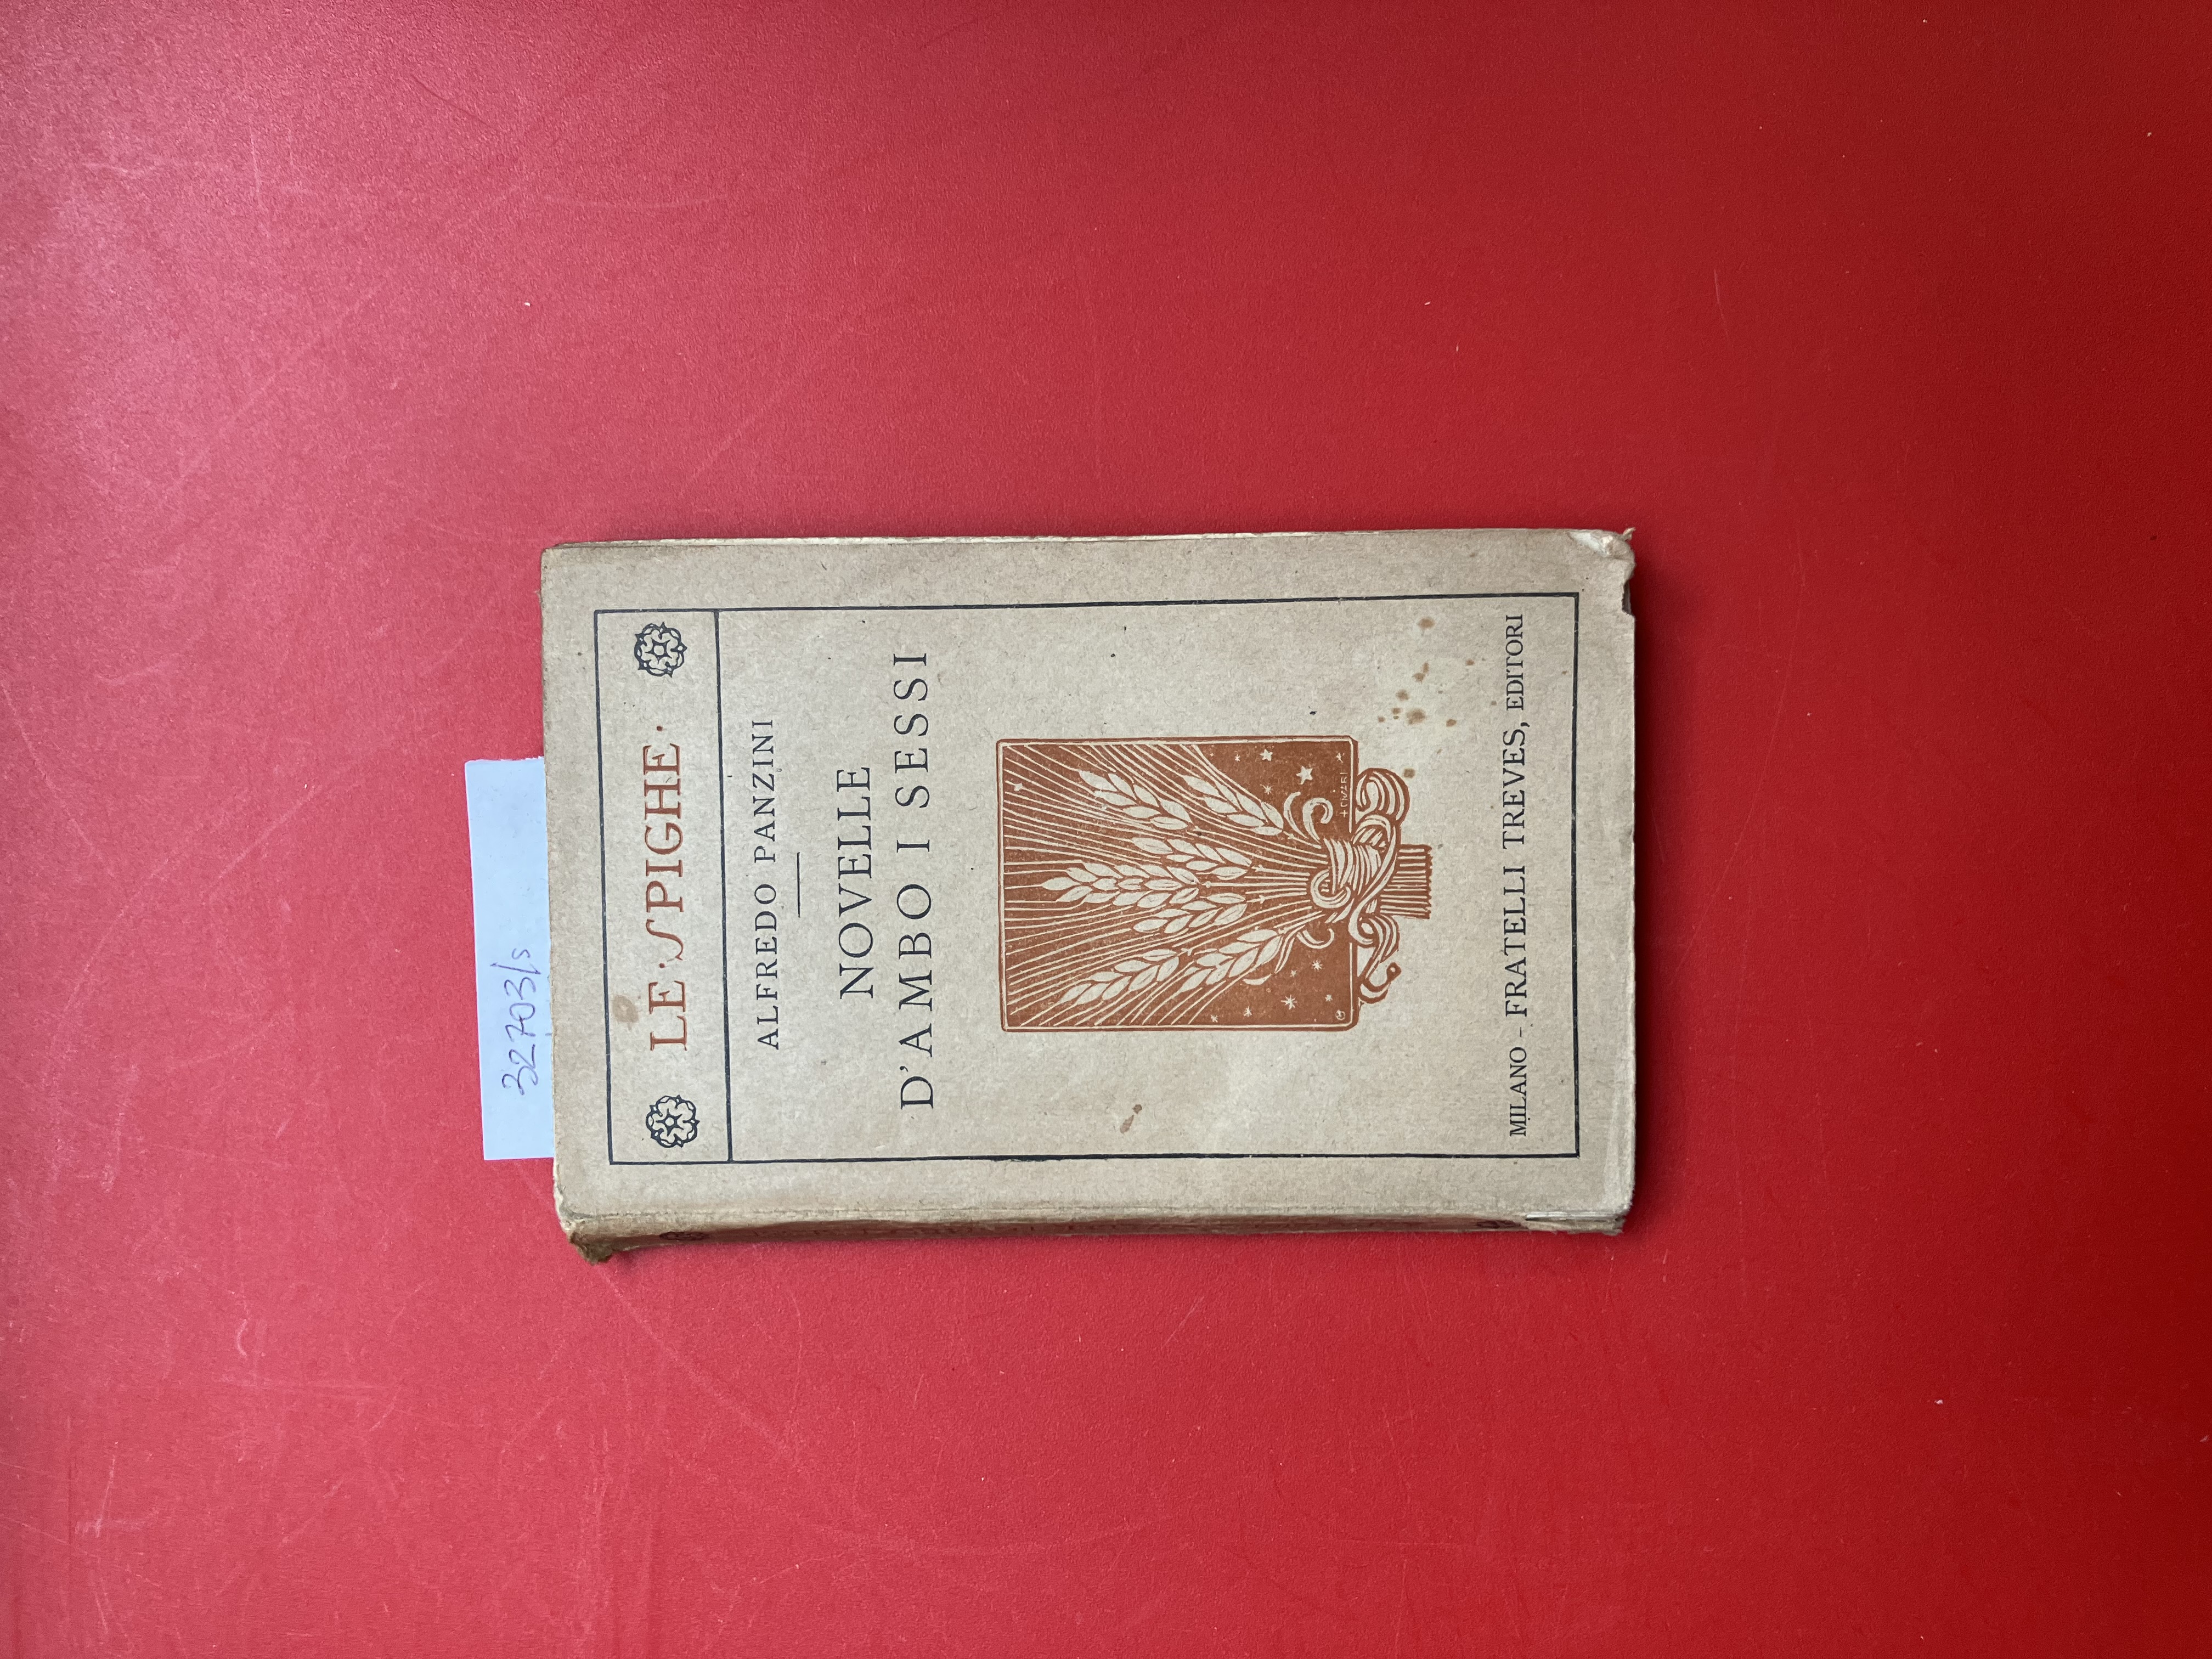 32703/s
LE·SPIGHE·
ALFREDO PANZINI
NOVELLE
D'AMBO I SESSI
MILANO - FRATELLI TREVES, EDITORI